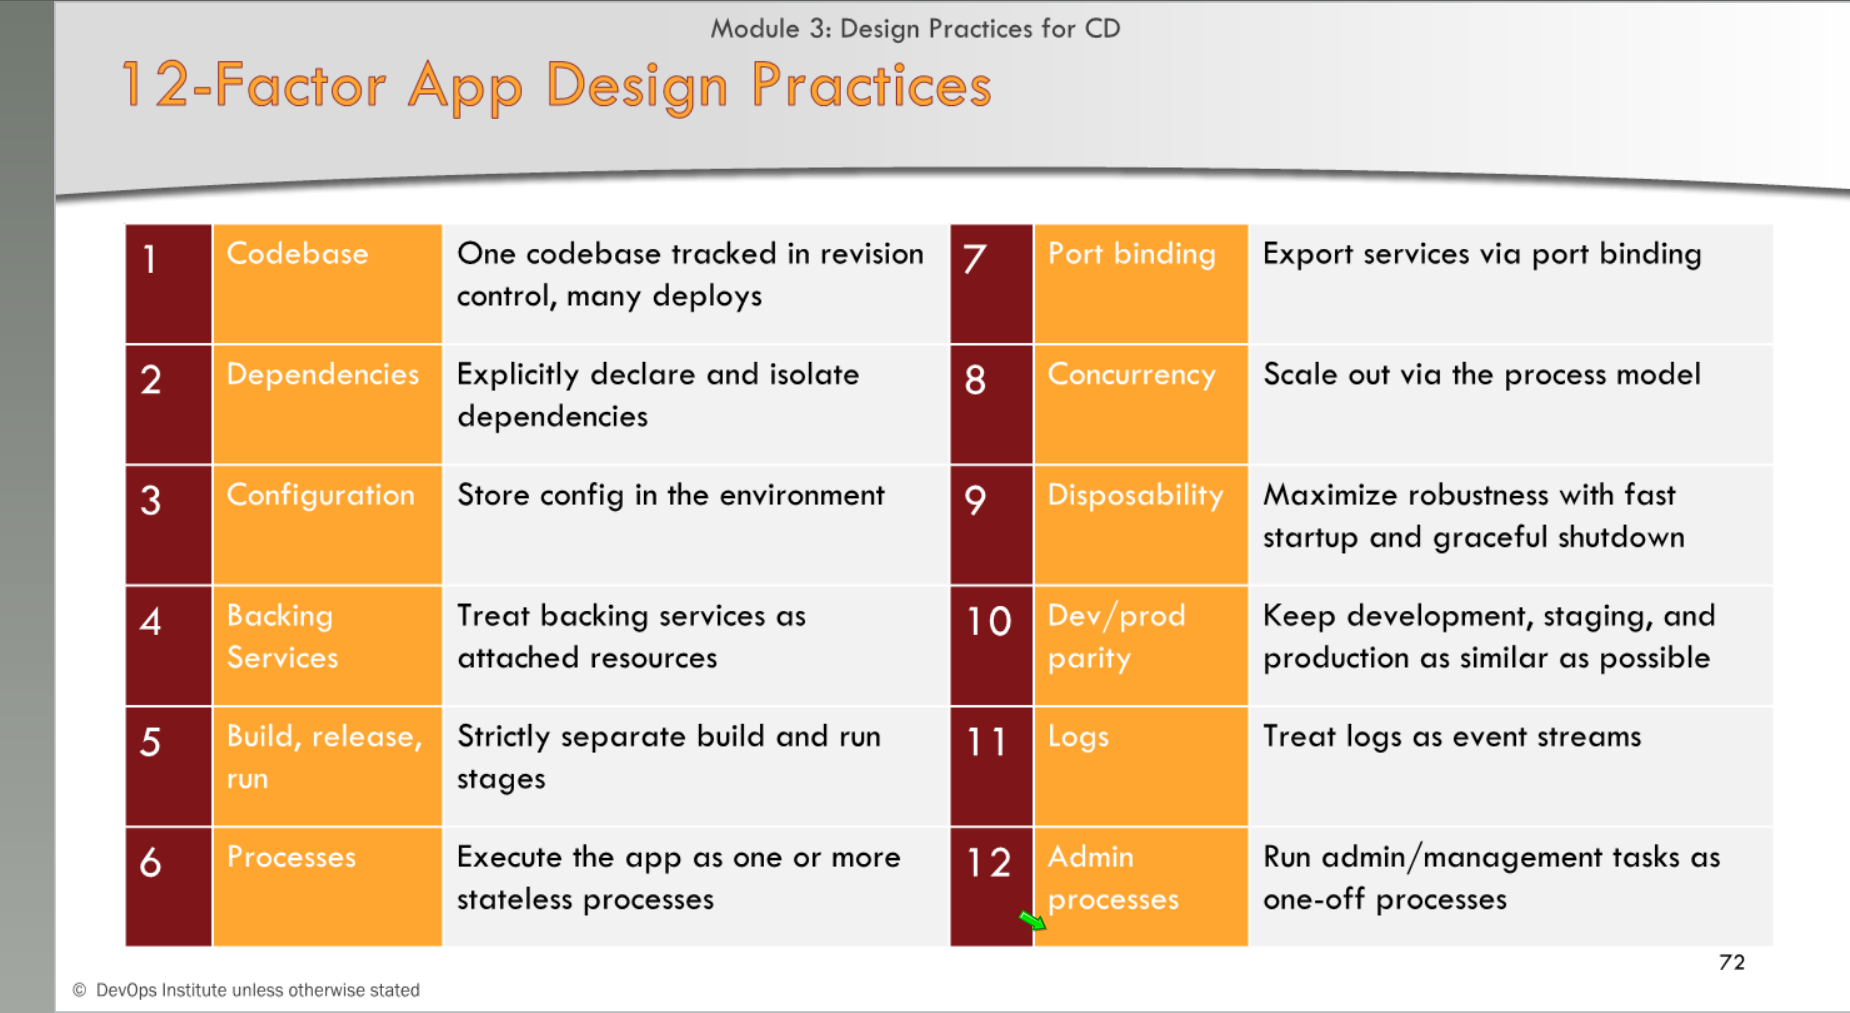 Module 3: Design Practices for CD
12-Factor App Design Practices
1
Codebase
One codebase tracked in revision
control, many deploys
2
Dependencies
Explicitly declare and isolate
dependencies
3
Configuration
Store config in the environment
4
Backing
Services
Treat backing services as
attached resources
5
Build, release,
run
Strictly separate build and run
stages
6
Processes
Execute the app as one or more
stateless processes
7
Port binding
Export services via port binding
8
Concurrency
Scale out via the process model
9
Disposability
Maximize robustness with fast
startup and graceful shutdown
10
Dev/prod
parity
Keep development, staging, and
production as similar as possible
11
Logs
Treat logs as event streams
12
Admin
processes
Run admin/management tasks as
one-off processes
72
© DevOps Institute unless otherwise stated